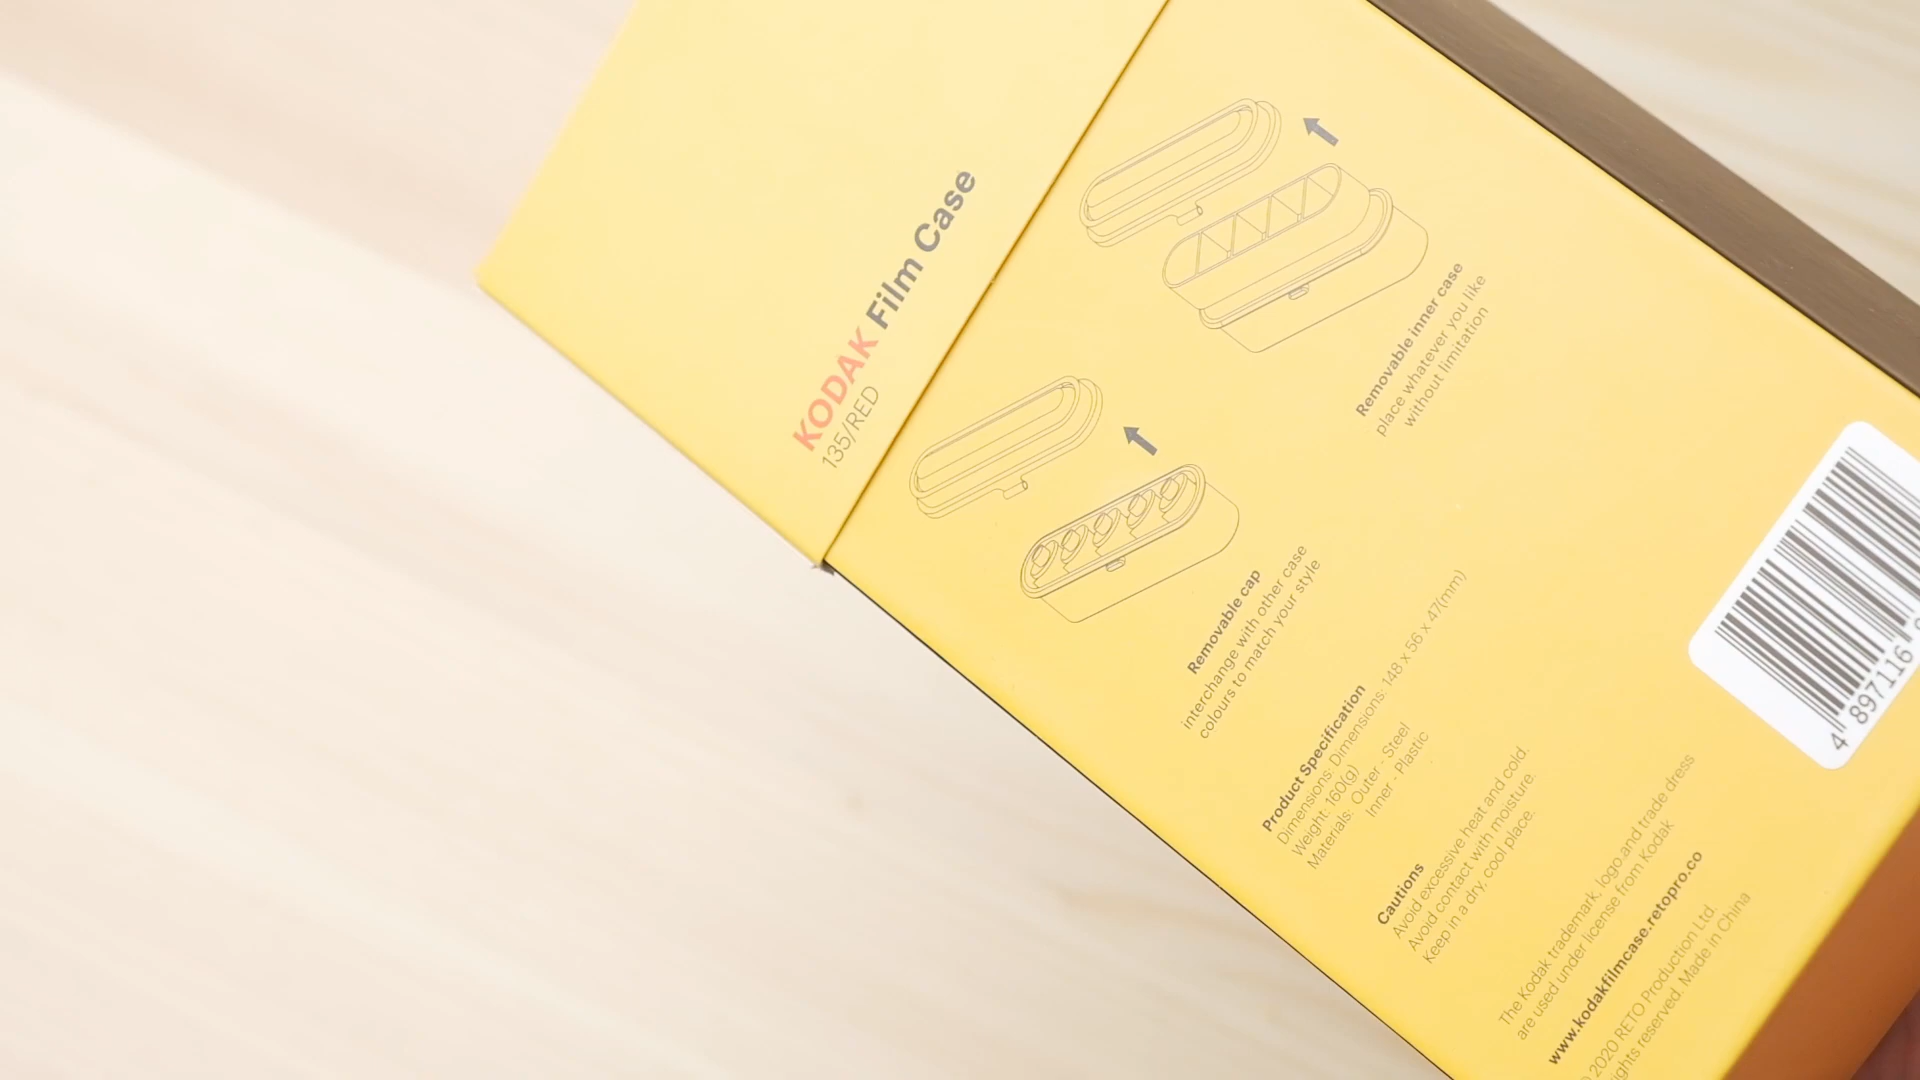 KODAK Film Case
135/RED
Removable inner case
place whatever you like
without limitation
Removable cap
interchange with other case
colours to match your style
Product Specification
Dimensions: Dimensions: 148 x 56 x 47(mm)
Weight: 160(g)
Materials: Outer - Steel
Inner - Plastic
Cautions
Avoid excessive heat and cold.
Avoid contact with moisture.
Keep in a dry, cool place.
The Kodak trademark, logo and trade dress
are used under license from Kodak
www.kodakfilmcase.retopro.co
2020 RETO Production Ltd.
reserved. Made in China
4 897116